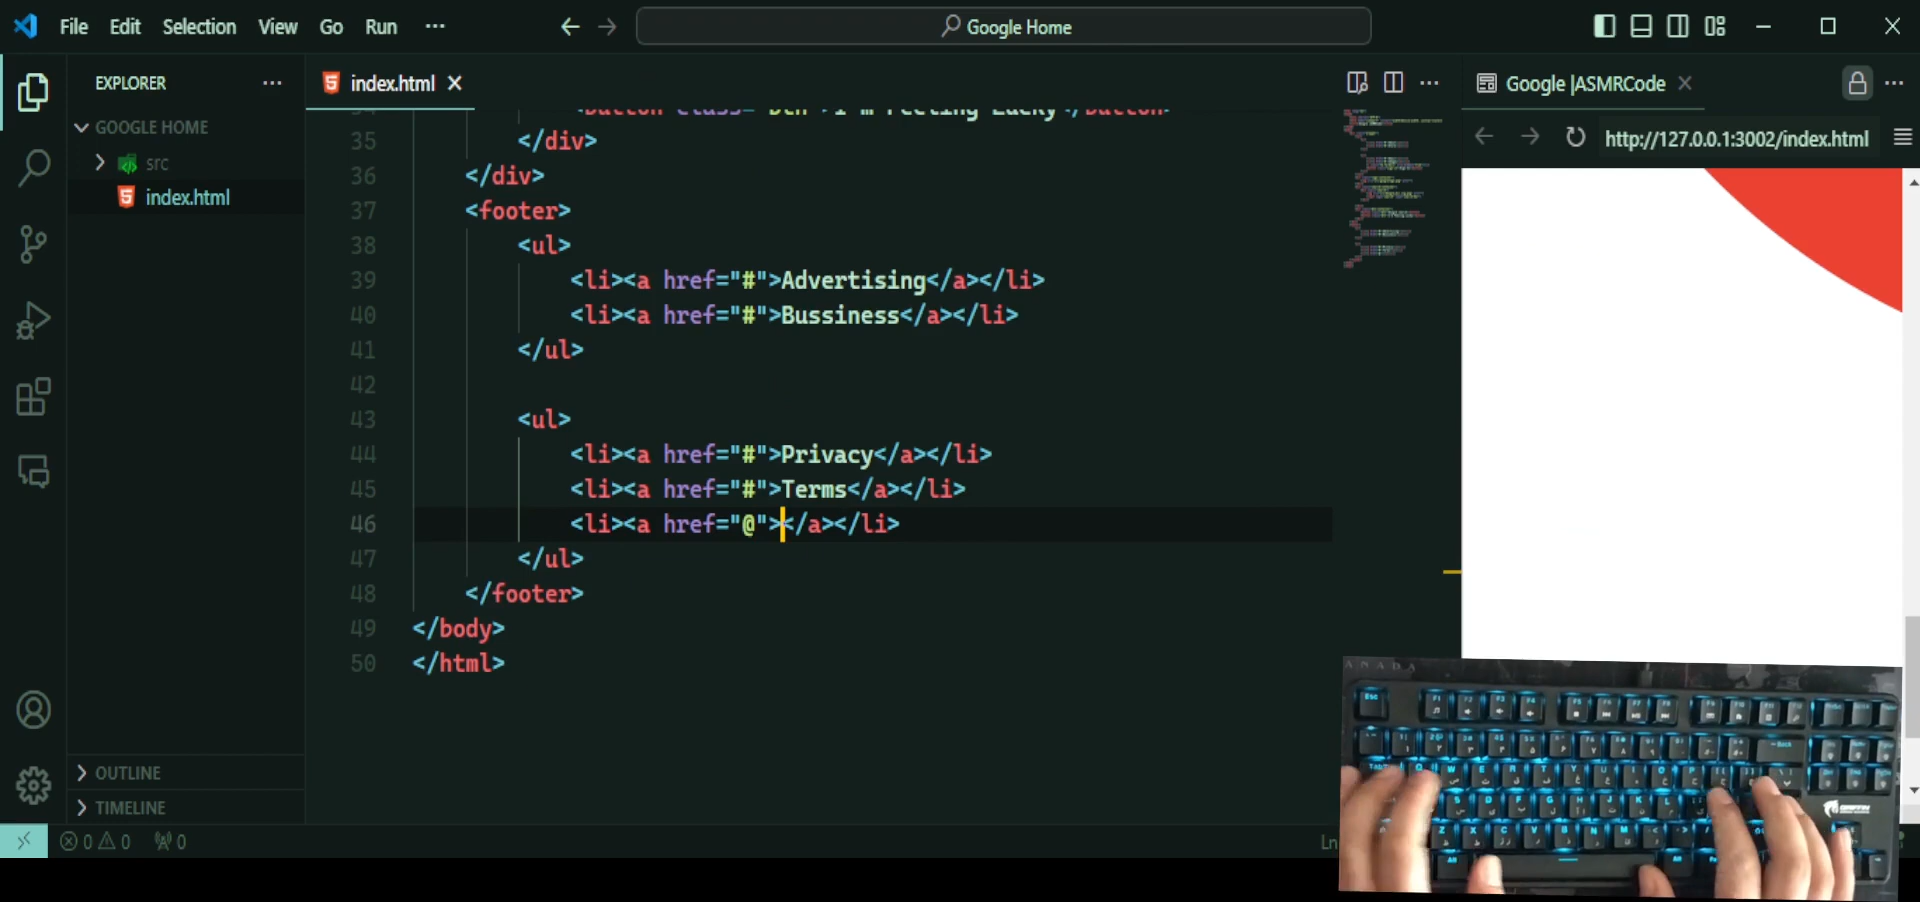 File Edit Selection View Go Run ···
Google Home
EXPLORER ···
GOOGLE HOME
src
index.html
OUTLINE
TIMELINE
index.html
35 </div>
36 </div>
37 <footer>
38 <ul>
39 <li><a href="#">Advertising</a></li>
40 <li><a href="#">Bussiness</a></li>
41 </ul>
42
43 <ul>
44 <li><a href="#">Privacy</a></li>
45 <li><a href="#">Terms</a></li>
46 <li><a href="@"></a></li>
47 </ul>
48 </footer>
49 </body>
50 </html>
Google |ASMRCode
http://127.0.0.1:3002/index.html
0 0 0
Ln